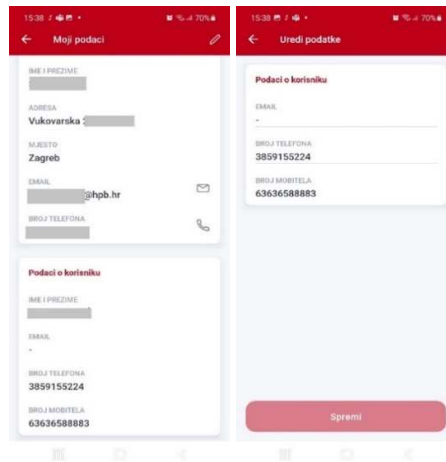 15:38
70%
Moji podaci
IME I PREZIME
ADRESA
Vukovarska
MJESTO
Zagreb
EMAIL
@hpb.hr
BROJ TELEFONA
Podaci o korisniku
IME I PREZIME
EMAIL
-
BROJ TELEFONA
3859155224
BROJ MOBITELA
63636588883
15:38
70%
Uredi podatke
Podaci o korisniku
EMAIL
-
BROJ TELEFONA
3859155224
BROJ MOBITELA
63636588883
Spremi